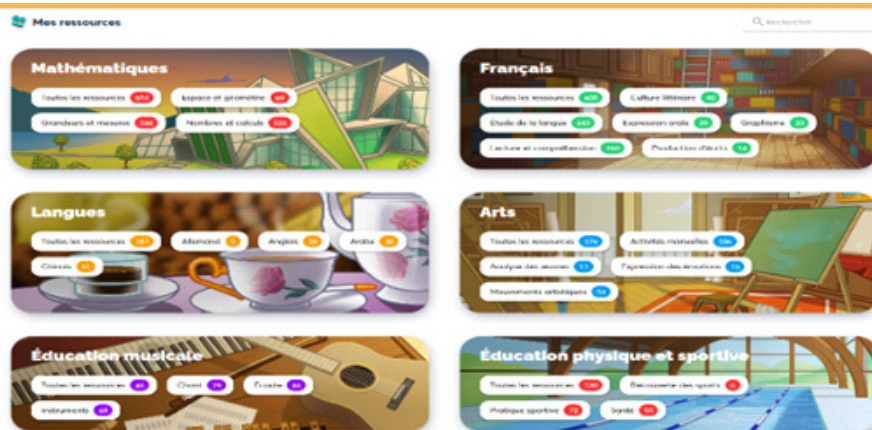 Mes ressources
Rechercher
Mathématiques
Toutes les ressources
Espace et géométrie
Grandeurs et mesures
Nombres et calculs
Français
Toutes les ressources
Culture littéraire
Étude de la langue
Expression orale
Graphisme
Lecture et compréhension
Production d'écrits
Langues
Toutes les ressources
Allemand
Anglais
Arabe
Chinois
Arts
Toutes les ressources
Activités manuelles
Analyse des œuvres
Expression des émotions
Mouvements artistiques
Éducation musicale
Toutes les ressources
Chant
Écoute
Instruments
Éducation physique et sportive
Toutes les ressources
Découverte des sports
Pratique sportive
Santé